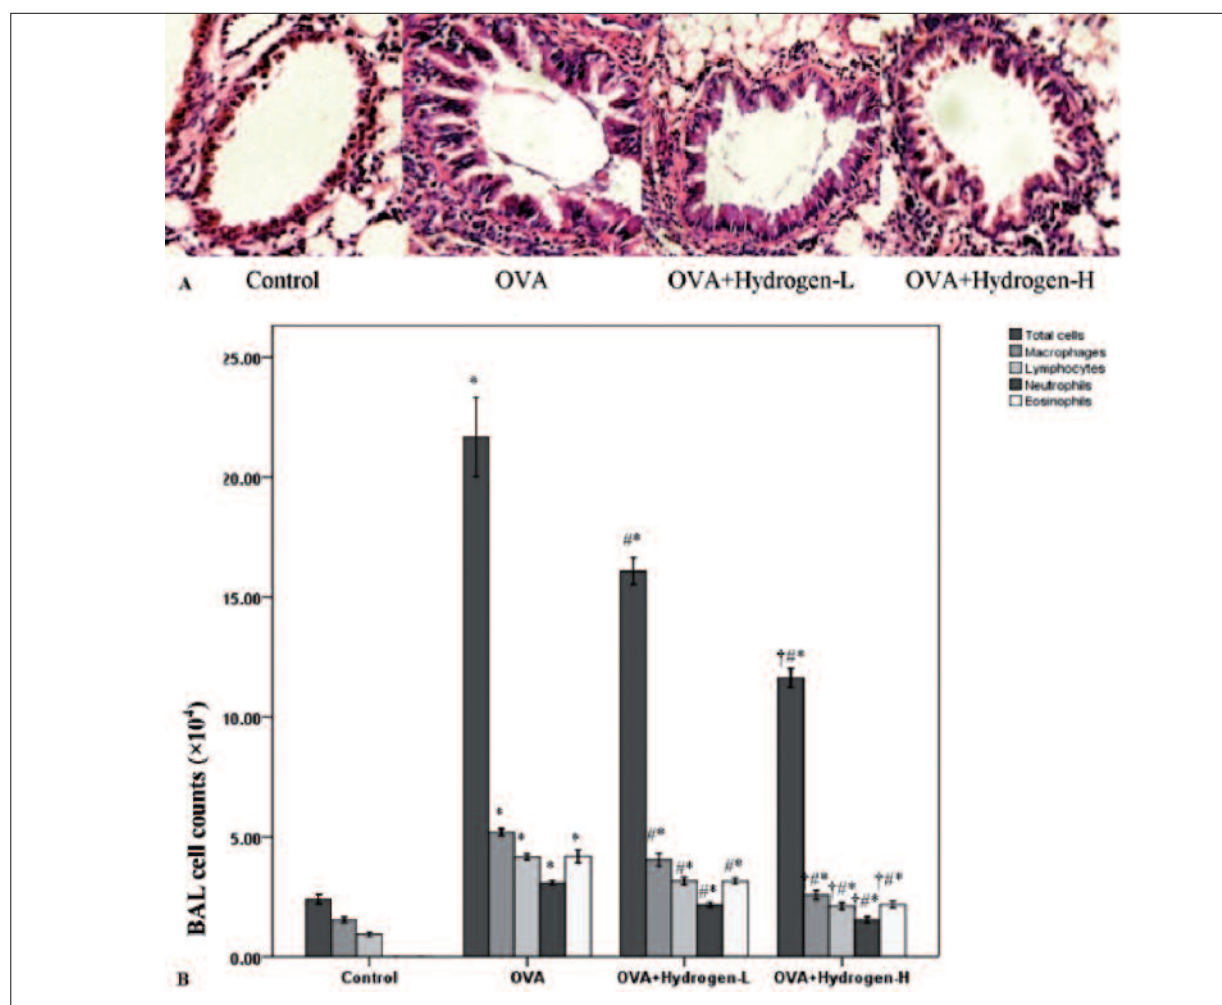 A Control OVA OVA+Hydrogen-L OVA+Hydrogen-H
Total cells
Macrophages
Lymphocytes
Neutrophils
Eosinophils
BAL cell counts (×10⁴)
25.00
20.00
15.00
10.00
5.00
0.00
*
#*
†#*
* * * *
#* #* #* #*
†#* †#* †#* †#*
B Control OVA OVA+Hydrogen-L OVA+Hydrogen-H